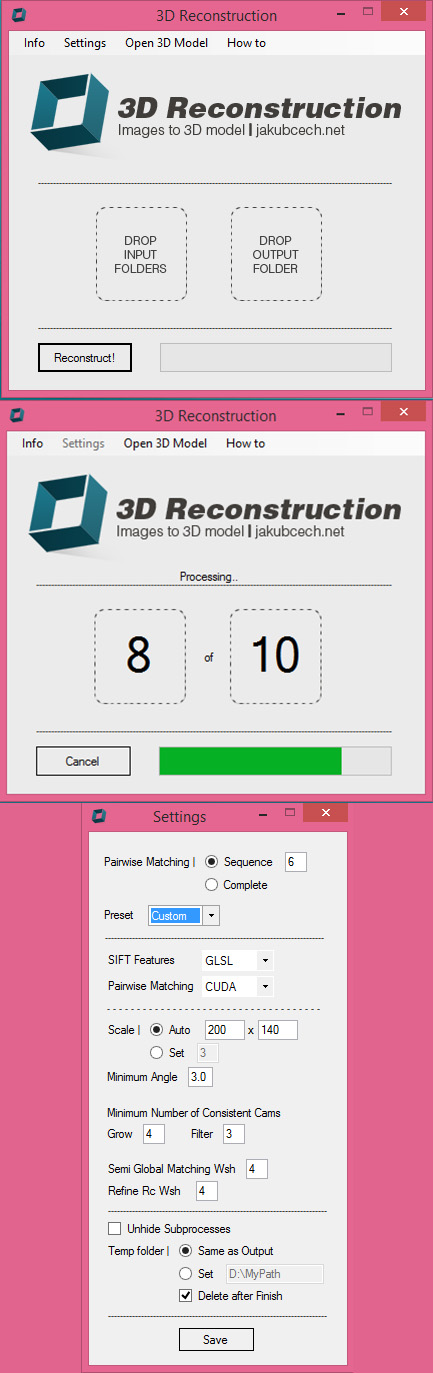 3D Reconstruction
Info Settings Open 3D Model How to
3D Reconstruction
Images to 3D model | jakubcech.net
DROP
INPUT
FOLDERS
DROP
OUTPUT
FOLDER
Reconstruct!
3D Reconstruction
Info Settings Open 3D Model How to
3D Reconstruction
Images to 3D model | jakubcech.net
Processing..
8 of 10
Cancel
Settings
Pairwise Matching | Sequence 6
Complete
Preset Custom
SIFT Features GLSL
Pairwise Matching CUDA
Scale | Auto 200 x 140
Set 3
Minimum Angle 3.0
Minimum Number of Consistent Cams
Grow 4 Filter 3
Semi Global Matching Wsh 4
Refine Rc Wsh 4
Unhide Subprocesses
Temp folder | Same as Output
Set D:\MyPath
Delete after Finish
Save